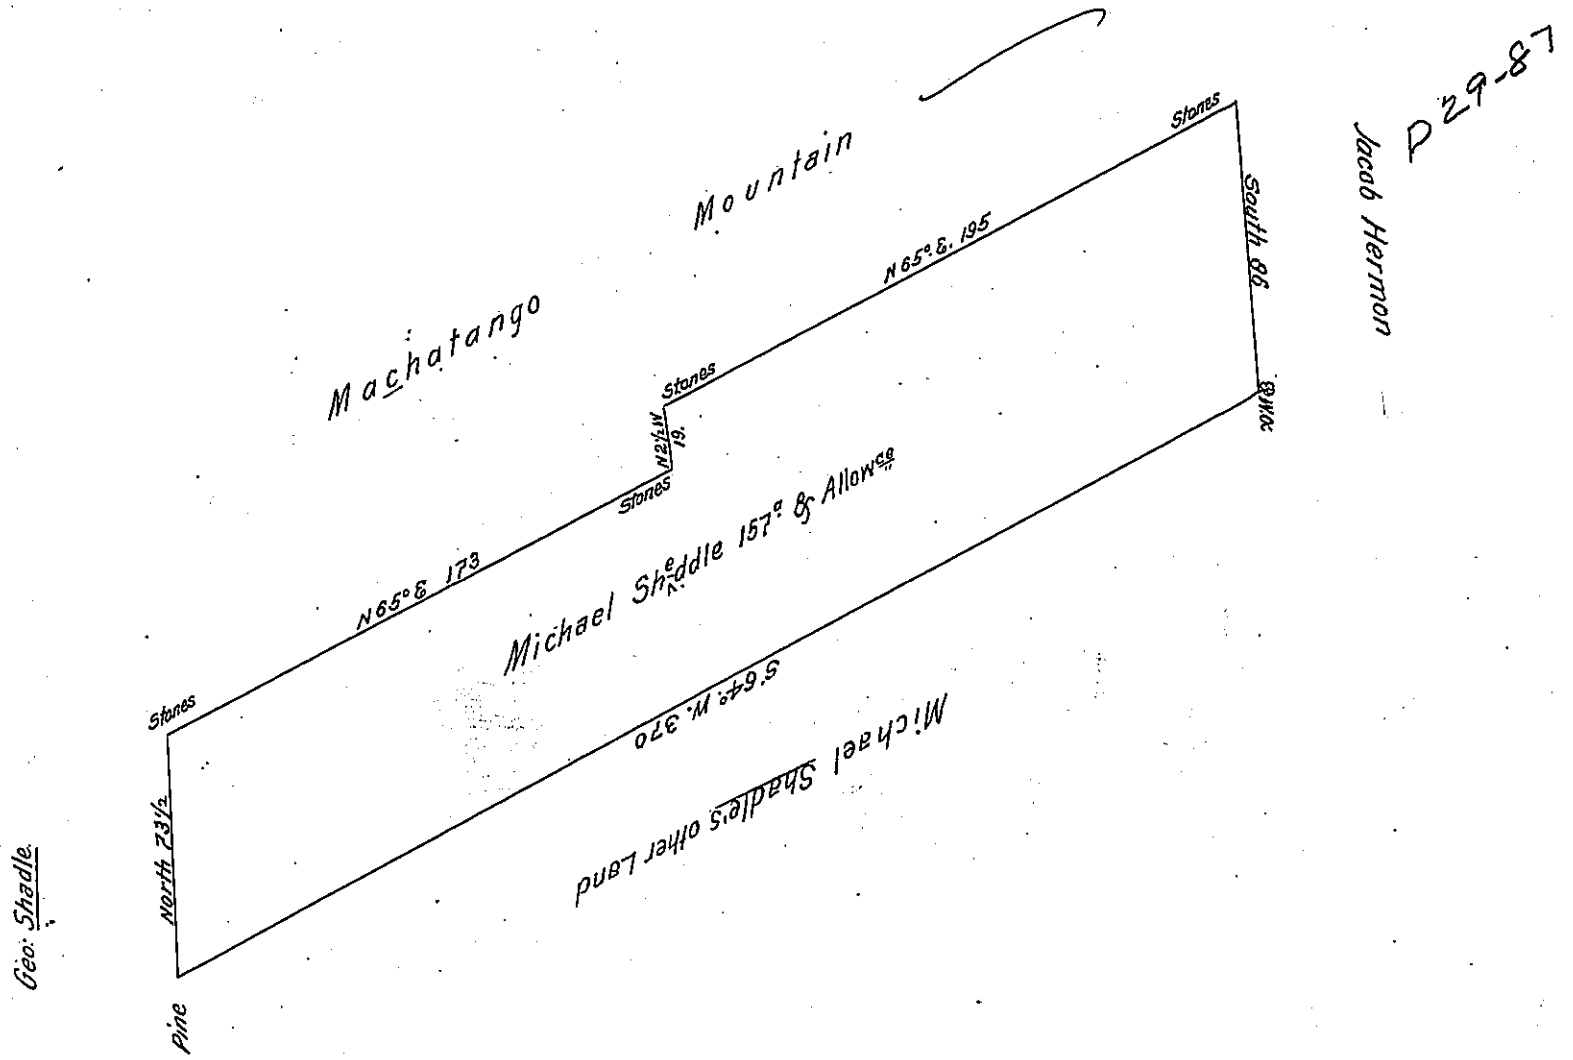 P 29-87
Jacob Hermon
Mountain
Machatango
Stones
South 86
N 65° E. 195
Stones
N 2½ W
19.
Stones
W.O.
Michael Sheddle 157ª & Allowce
N 65° E 173
Stones
S. 64° W. 370
Michael Shadle's other Land
North 73½
Geo: Shadle.
Pine